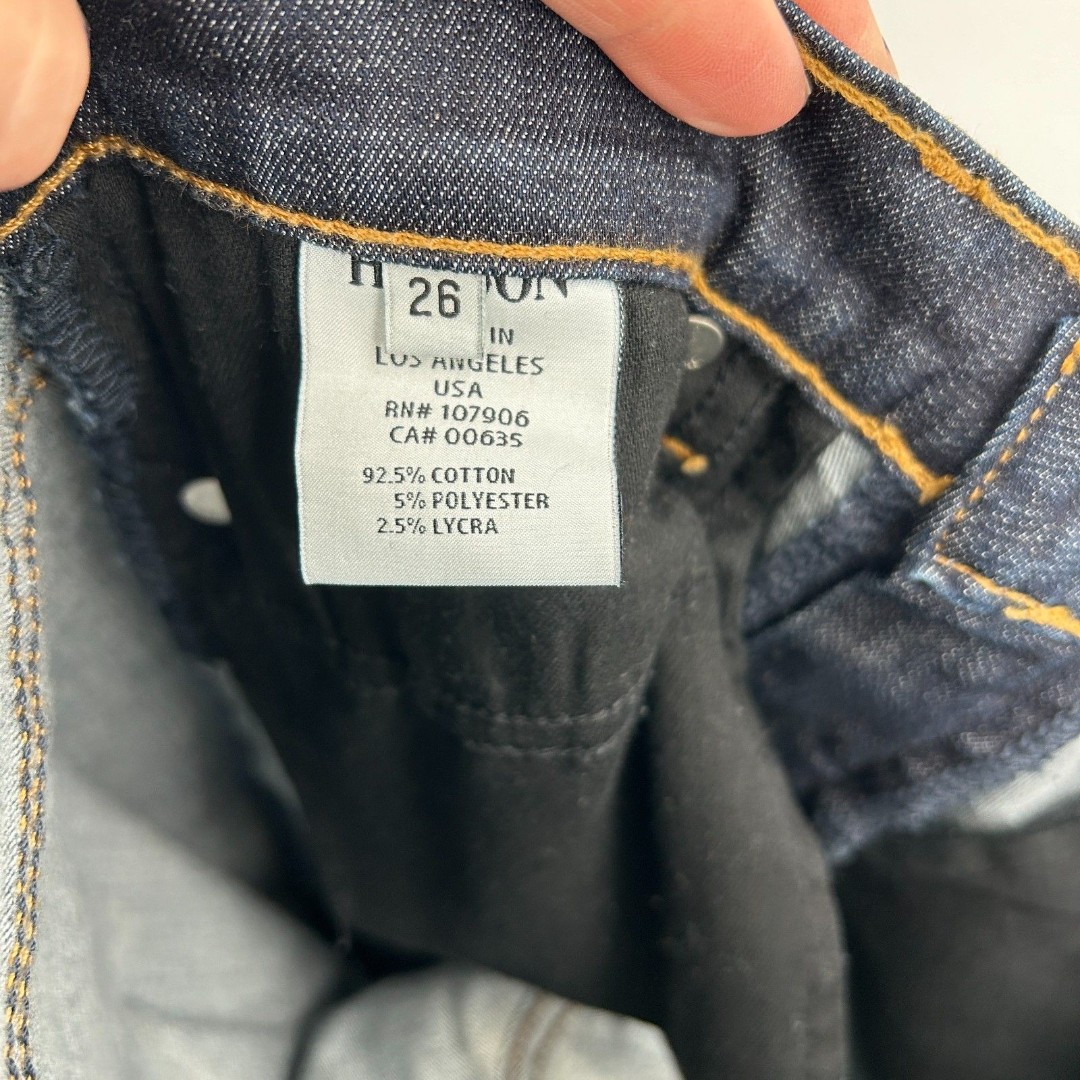 26
IN
LOS ANGELES
USA
RN# 107906
CA# 00635
92.5% COTTON
5% POLYESTER
2.5% LYCRA